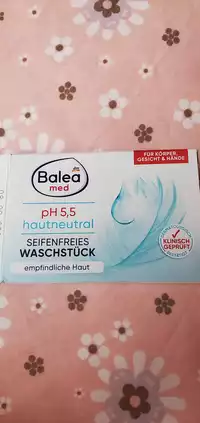 FÜR KÖRPER,
GESICHT & HÄNDE
Balea
med
pH 5,5
hautneutral
SEIFENFREIES
WASCHSTÜCK
empfindliche Haut
KLINISCH
GEPRÜFT